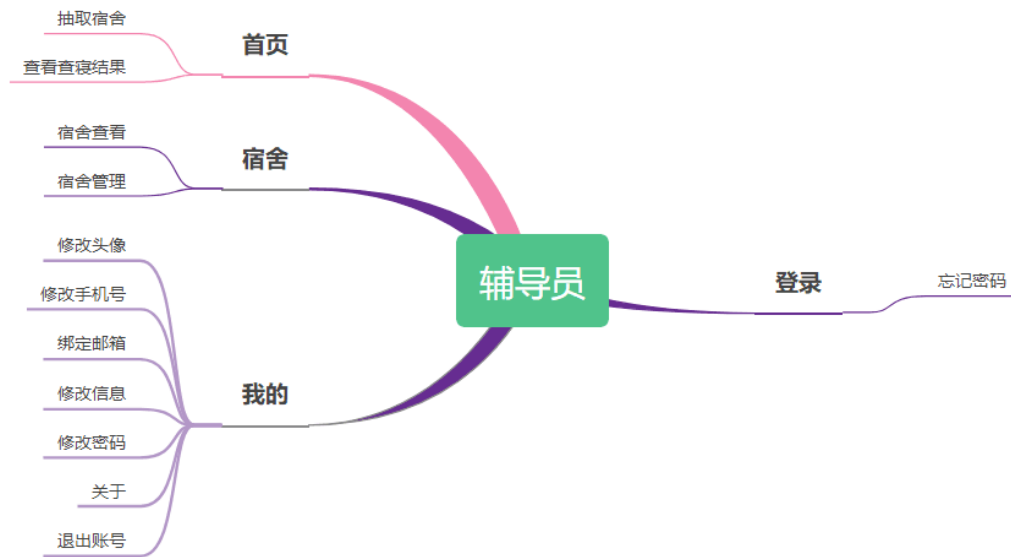 抽取宿舍
首页
查看查寝结果
宿舍查看
宿舍
宿舍管理
修改头像
修改手机号
绑定邮箱
修改信息
我的
修改密码
关于
退出账号
辅导员
登录
忘记密码